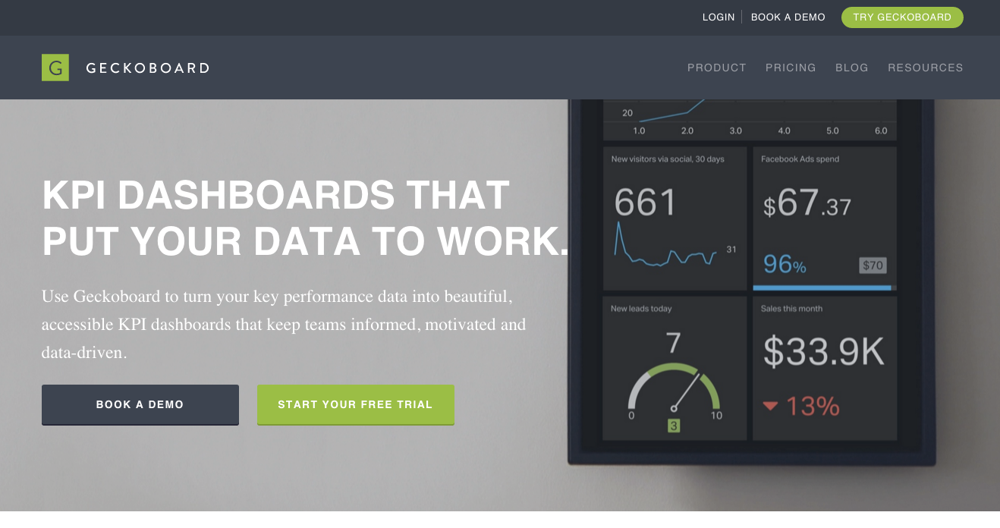 LOGIN
BOOK A DEMO
TRY GECKOBOARD
G GECKOBOARD
PRODUCT
PRICING
BLOG
RESOURCES
KPI DASHBOARDS THAT
PUT YOUR DATA TO WORK.
Use Geckoboard to turn your key performance data into beautiful,
accessible KPI dashboards that keep teams informed, motivated and
data-driven.
BOOK A DEMO
START YOUR FREE TRIAL
20
1.0 2.0 3.0 4.0 5.0 6.0
New visitors via social, 30 days
661
31
Facebook Ads spend
$67.37
96%
$70
New leads today
7
0 10
3
Sales this month
$33.9K
13%